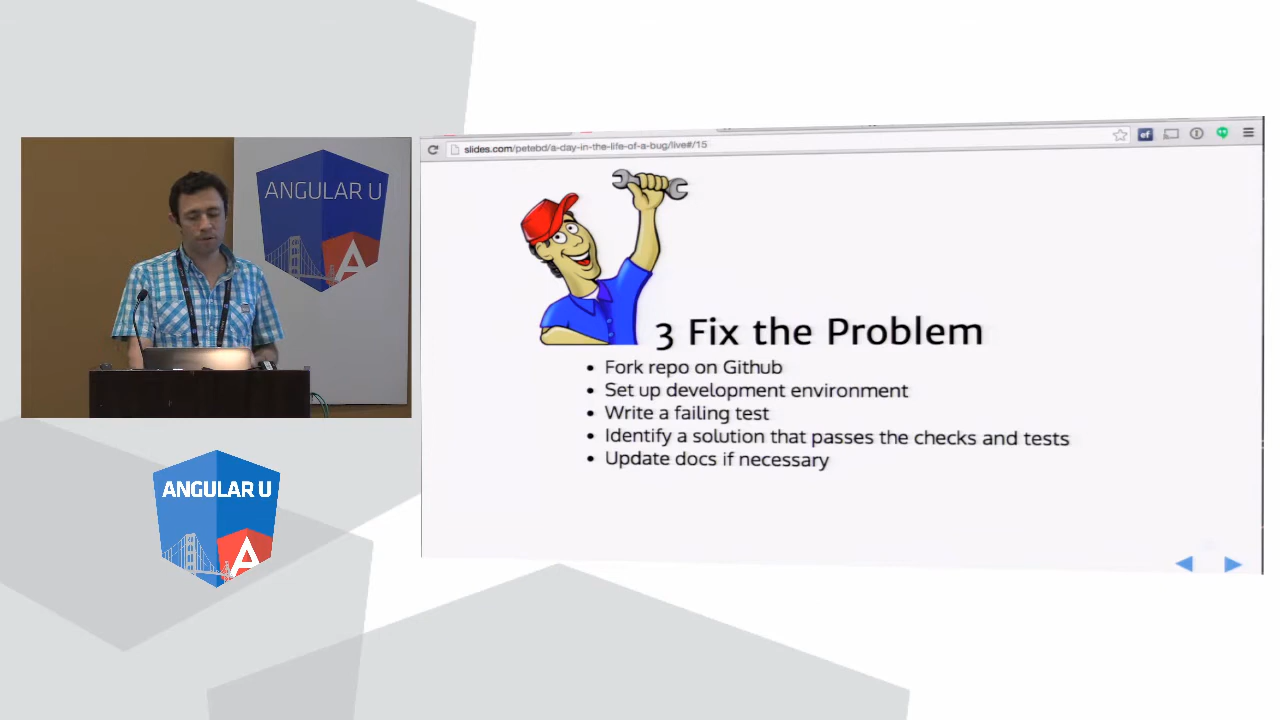 ANGULAR U
A
slides.com/petebd/a-day-in-the-life-of-a-bug/live#/15
ef
3 Fix the Problem
• Fork repo on Github
• Set up development environment
• Write a failing test
• Identify a solution that passes the checks and tests
• Update docs if necessary
ANGULAR U
A